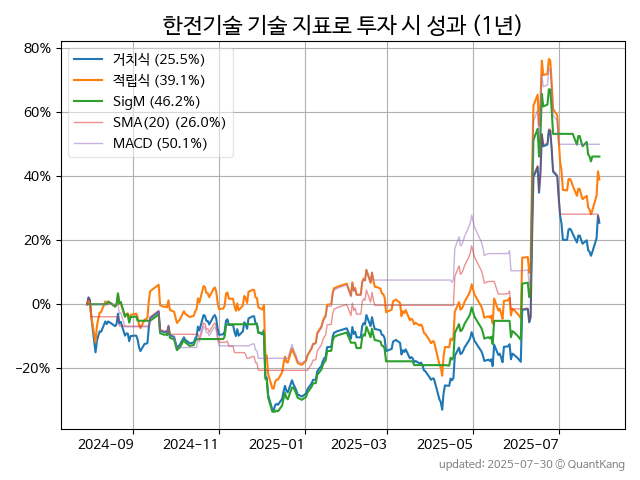 한전기술 기술 지표로 투자 시 성과 (1년)
80%
60%
40%
20%
0%
−20%
거치식 (25.5%)
적립식 (39.1%)
SigM (46.2%)
SMA(20) (26.0%)
MACD (50.1%)
2024-09
2024-11
2025-01
2025-03
2025-05
2025-07
updated: 2025-07-30 © QuantKang